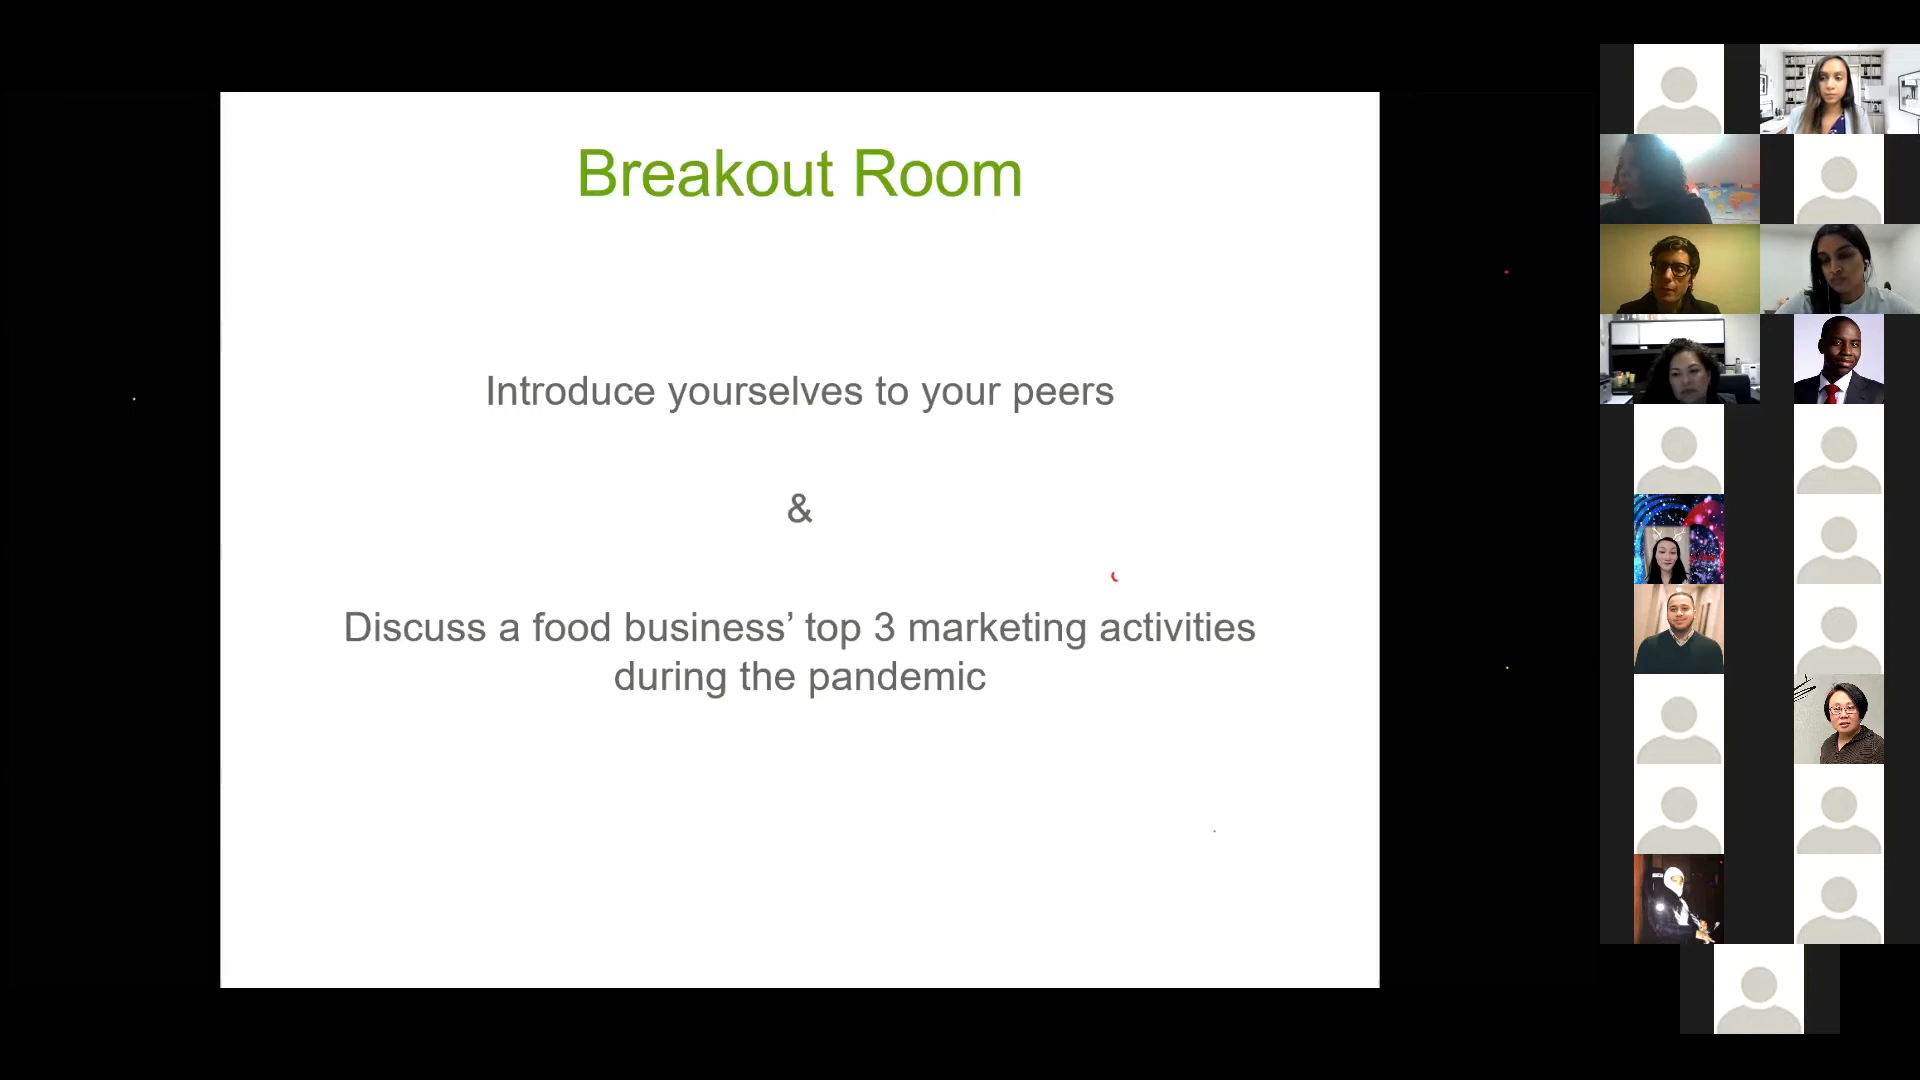 Breakout Room
Introduce yourselves to your peers
&
Discuss a food business’ top 3 marketing activities
during the pandemic